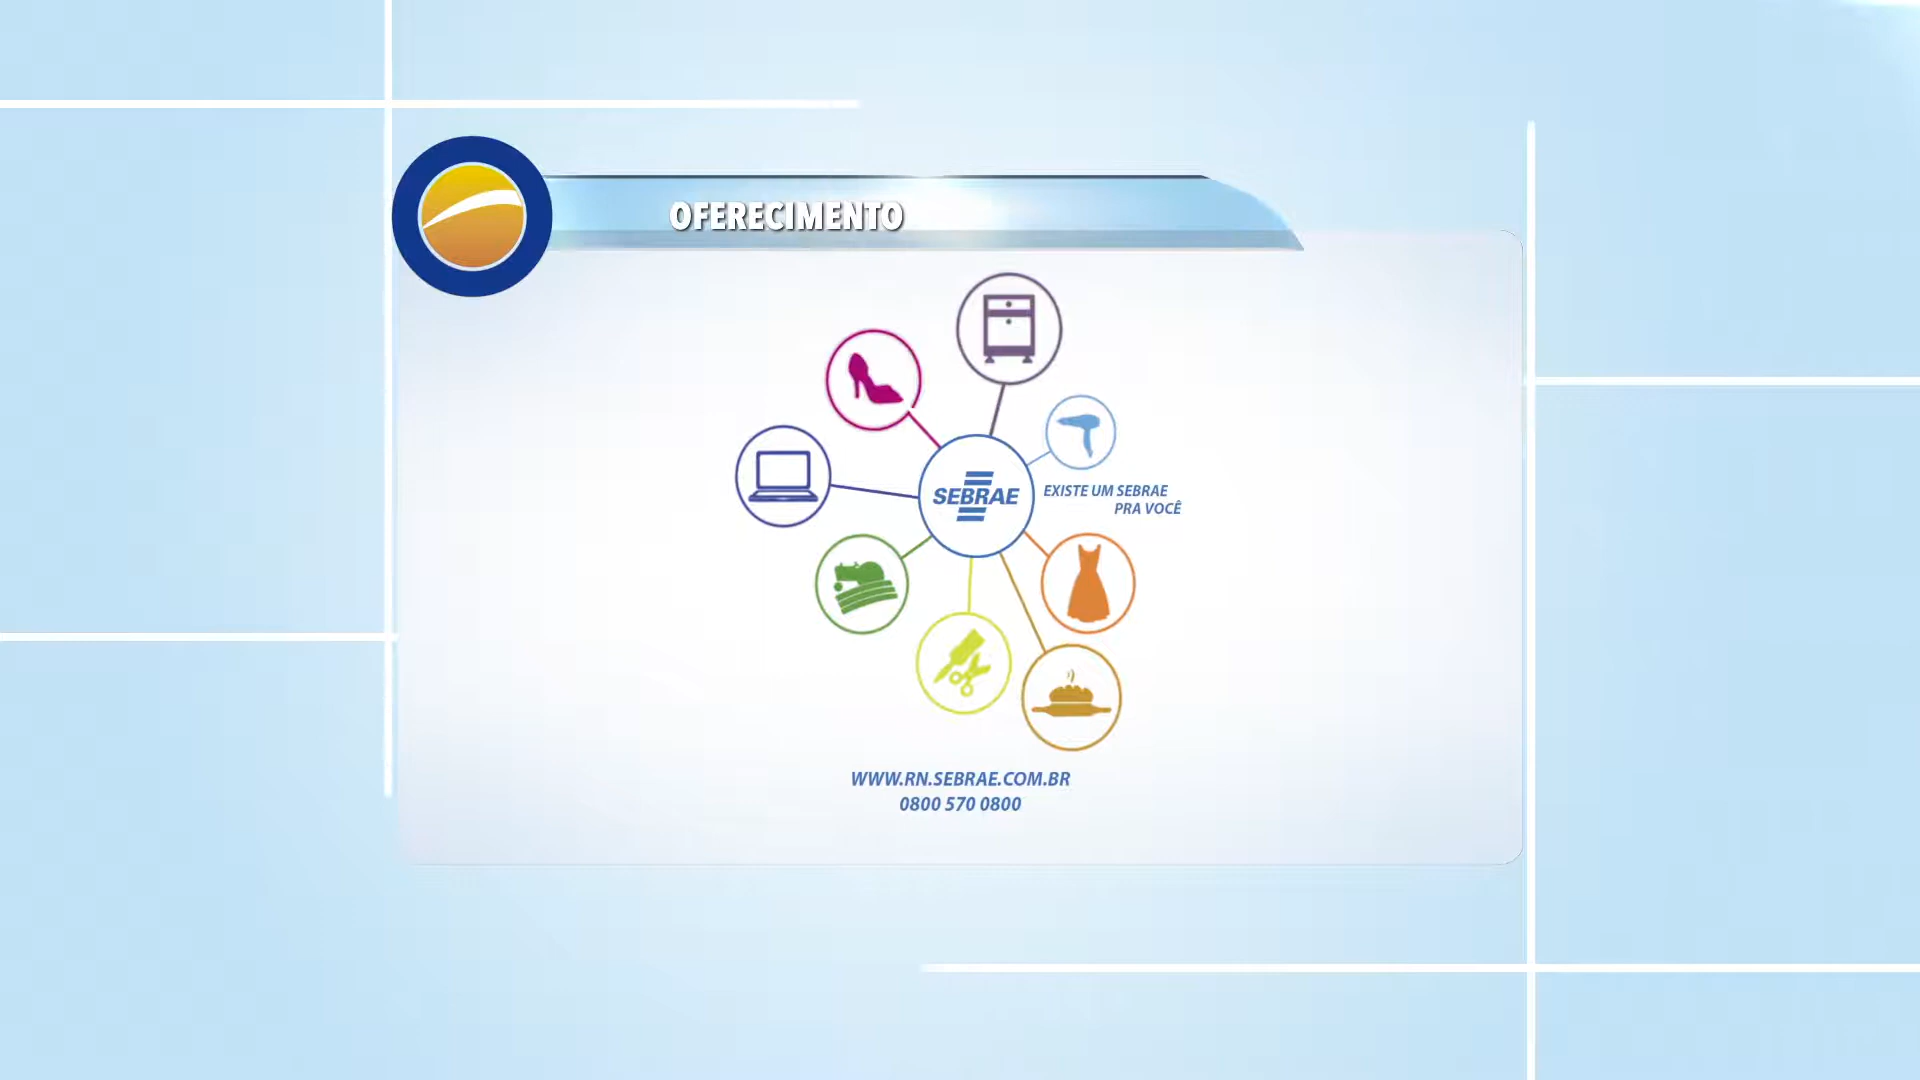 OFERECIMENTO
SEBRAE
EXISTE UM SEBRAE
PRA VOCÊ
WWW.RN.SEBRAE.COM.BR
0800 570 0800